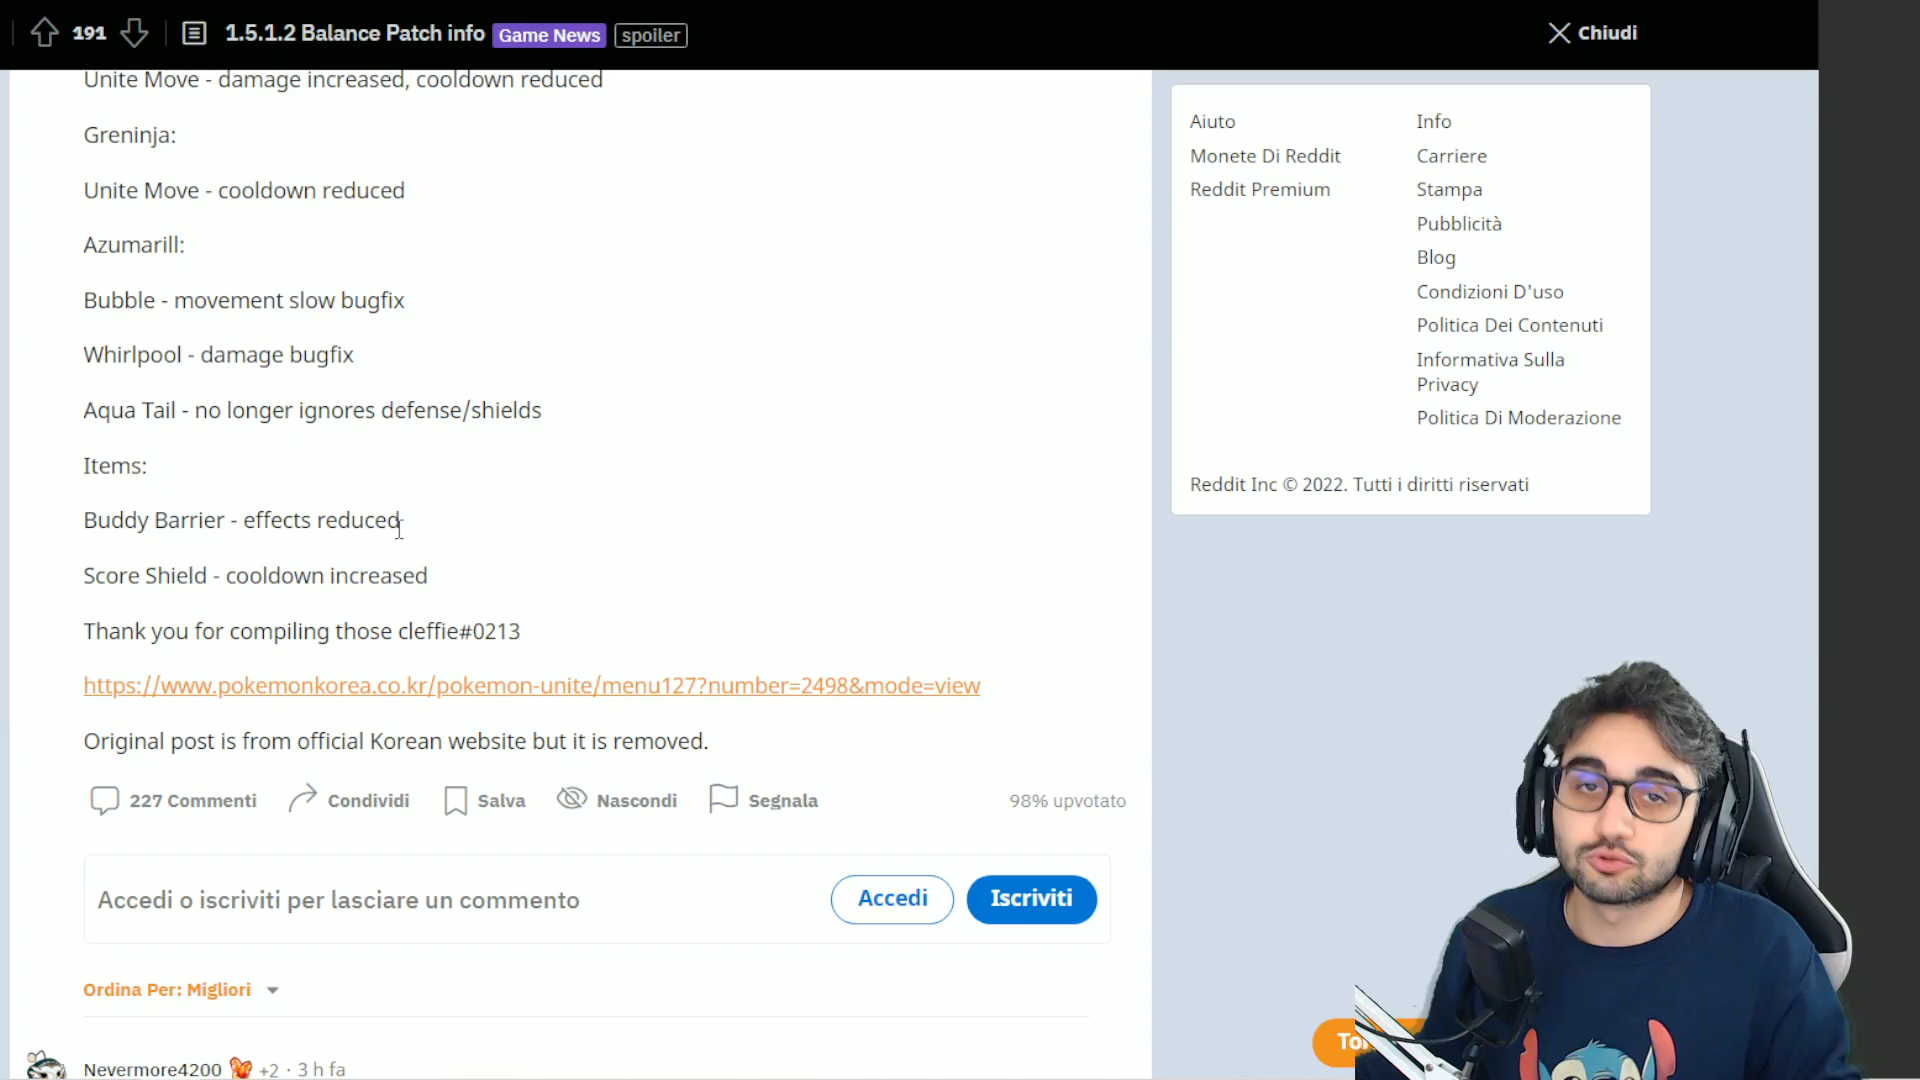 191
1.5.1.2 Balance Patch info Game News spoiler
Chiudi
Unite Move - damage increased, cooldown reduced
Greninja:
Unite Move - cooldown reduced
Azumarill:
Bubble - movement slow bugfix
Whirlpool - damage bugfix
Aqua Tail - no longer ignores defense/shields
Items:
Buddy Barrier - effects reduced
Score Shield - cooldown increased
Thank you for compiling those cleffie#0213
https://www.pokemonkorea.co.kr/pokemon-unite/menu127?number=2498&mode=view
Original post is from official Korean website but it is removed.
227 Commenti Condividi Salva Nascondi Segnala 98% upvotato
Accedi o iscriviti per lasciare un commento Accedi Iscriviti
Ordina Per: Migliori
Nevermore4200 +2 · 3 h fa
Aiuto
Monete Di Reddit
Reddit Premium
Info
Carriere
Stampa
Pubblicità
Blog
Condizioni D'uso
Politica Dei Contenuti
Informativa Sulla
Privacy
Politica Di Moderazione
Reddit Inc © 2022. Tutti i diritti riservati